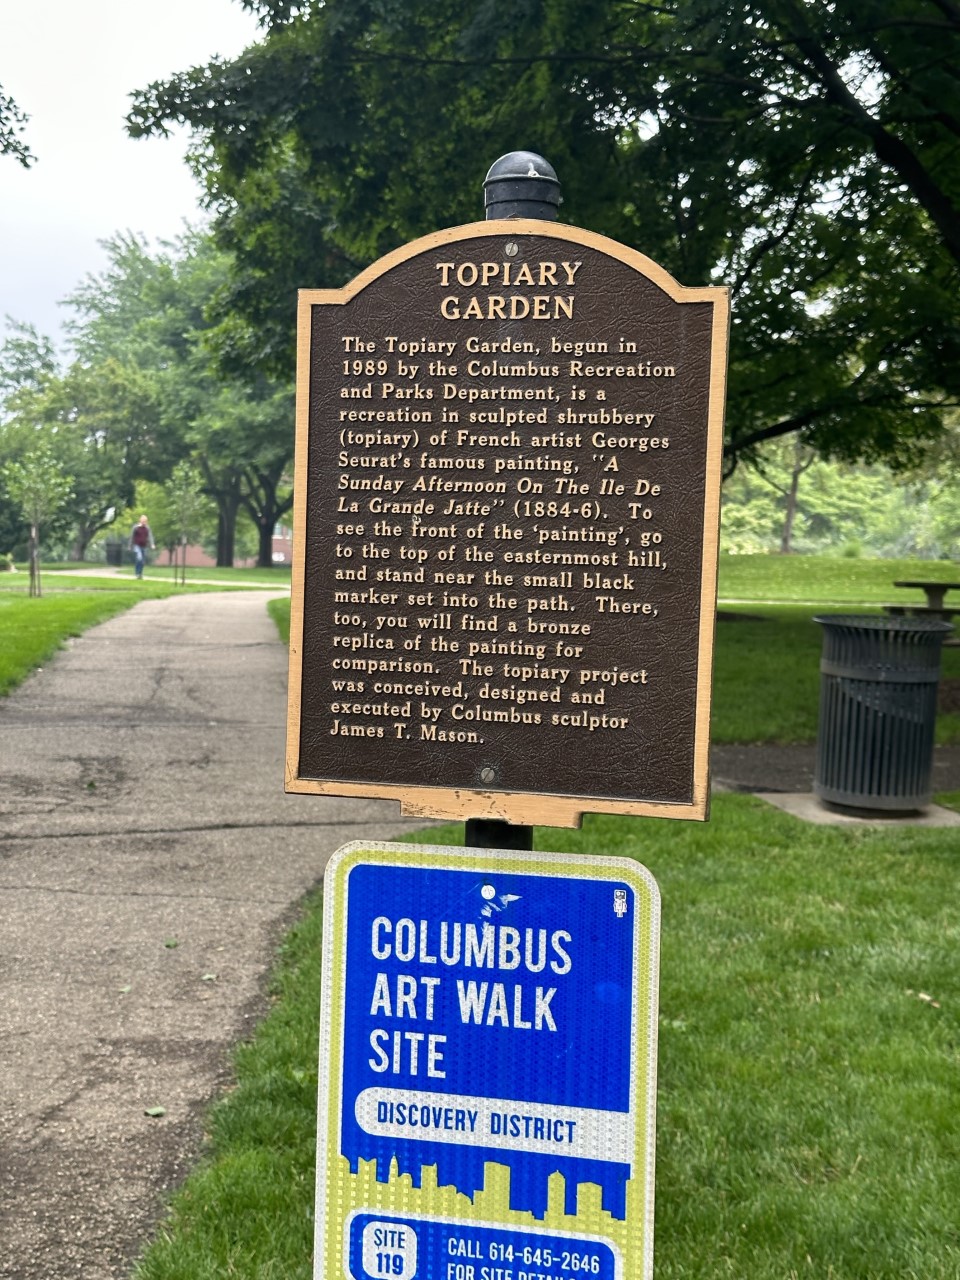 TOPIARY
GARDEN
The Topiary Garden, begun in
1989 by the Columbus Recreation
and Parks Department, is a
recreation in sculpted shrubbery
(topiary) of French artist Georges
Seurat's famous painting, "A
Sunday Afternoon On The Ile De
La Grande Jatte" (1884-6).  To
see the front of the 'painting', go
to the top of the easternmost hill,
and stand near the small black
marker set into the path.  There,
too, you will find a bronze
replica of the painting for
comparison.  The topiary project
was conceived, designed and
executed by Columbus sculptor
James T. Mason.
COLUMBUS
ART WALK
SITE
DISCOVERY DISTRICT
SITE
119
CALL 614-645-2646
FOR SITE